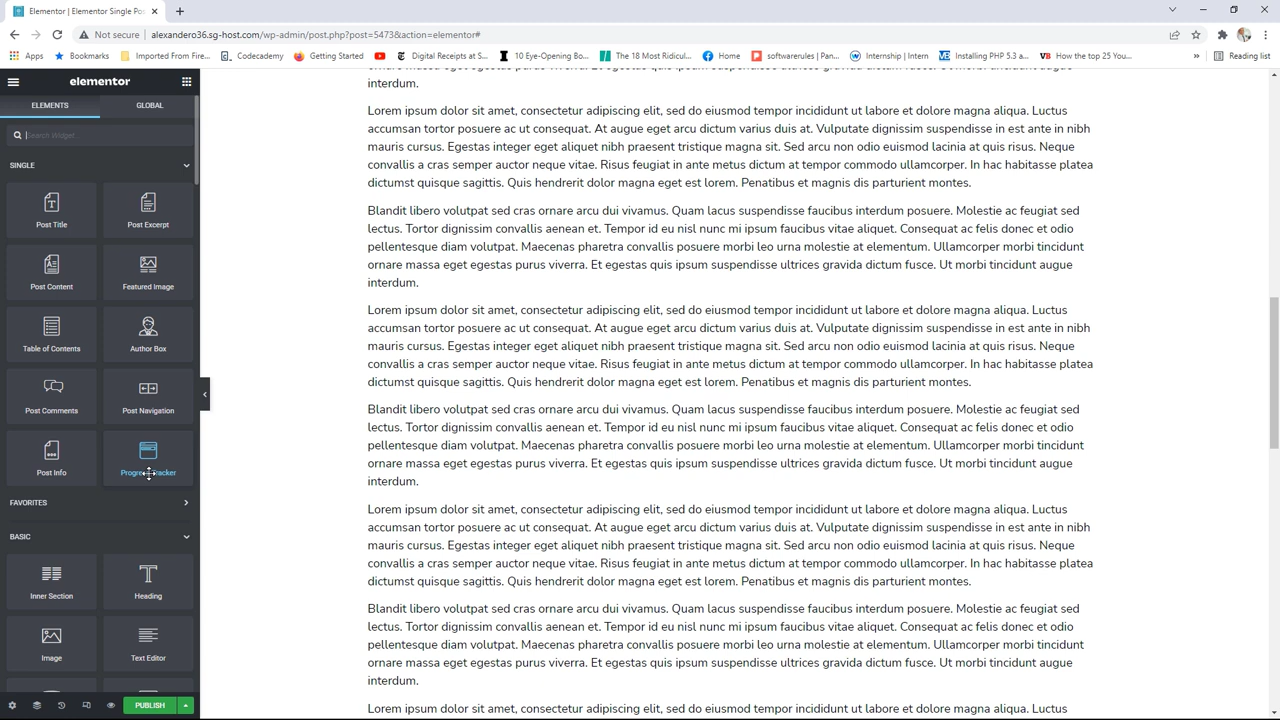 Elementor | Elementor Single Po
Not secure
alexandero36.sg-host.com/wp-admin/post.php?post=5473&action=elementor#
Apps
Bookmarks
Imported From Fire...
Codecademy
Getting Started
Digital Receipts at S...
10 Eye-Opening Bo...
The 18 Most Ridicul...
Home
softwarerules | Pan...
Internship | Intern
Installing PHP 5.3 a...
How the top 25 You...
»
Reading list
elementor
ELEMENTS
GLOBAL
Search Widget...
SINGLE
Post Title
Post Excerpt
Post Content
Featured Image
Table of Contents
Author Box
Post Comments
Post Navigation
Post Info
Progress Tracker
FAVORITES
BASIC
Inner Section
Heading
Image
Text Editor
PUBLISH
ornare massa eget egestas purus viverra. Et egestas quis ipsum suspendisse ultrices gravida dictum fusce. Ut morbi tincidunt augue
interdum.
Lorem ipsum dolor sit amet, consectetur adipiscing elit, sed do eiusmod tempor incididunt ut labore et dolore magna aliqua. Luctus
accumsan tortor posuere ac ut consequat. At augue eget arcu dictum varius duis at. Vulputate dignissim suspendisse in est ante in nibh
mauris cursus. Egestas integer eget aliquet nibh praesent tristique magna sit. Sed arcu non odio euismod lacinia at quis risus. Neque
convallis a cras semper auctor neque vitae. Risus feugiat in ante metus dictum at tempor commodo ullamcorper. In hac habitasse platea
dictumst quisque sagittis. Quis hendrerit dolor magna eget est lorem. Penatibus et magnis dis parturient montes.
Blandit libero volutpat sed cras ornare arcu dui vivamus. Quam lacus suspendisse faucibus interdum posuere. Molestie ac feugiat sed
lectus. Tortor dignissim convallis aenean et. Tempor id eu nisl nunc mi ipsum faucibus vitae aliquet. Consequat ac felis donec et odio
pellentesque diam volutpat. Maecenas pharetra convallis posuere morbi leo urna molestie at elementum. Ullamcorper morbi tincidunt
ornare massa eget egestas purus viverra. Et egestas quis ipsum suspendisse ultrices gravida dictum fusce. Ut morbi tincidunt augue
interdum.
Lorem ipsum dolor sit amet, consectetur adipiscing elit, sed do eiusmod tempor incididunt ut labore et dolore magna aliqua. Luctus
accumsan tortor posuere ac ut consequat. At augue eget arcu dictum varius duis at. Vulputate dignissim suspendisse in est ante in nibh
mauris cursus. Egestas integer eget aliquet nibh praesent tristique magna sit. Sed arcu non odio euismod lacinia at quis risus. Neque
convallis a cras semper auctor neque vitae. Risus feugiat in ante metus dictum at tempor commodo ullamcorper. In hac habitasse platea
dictumst quisque sagittis. Quis hendrerit dolor magna eget est lorem. Penatibus et magnis dis parturient montes.
Blandit libero volutpat sed cras ornare arcu dui vivamus. Quam lacus suspendisse faucibus interdum posuere. Molestie ac feugiat sed
lectus. Tortor dignissim convallis aenean et. Tempor id eu nisl nunc mi ipsum faucibus vitae aliquet. Consequat ac felis donec et odio
pellentesque diam volutpat. Maecenas pharetra convallis posuere morbi leo urna molestie at elementum. Ullamcorper morbi tincidunt
ornare massa eget egestas purus viverra. Et egestas quis ipsum suspendisse ultrices gravida dictum fusce. Ut morbi tincidunt augue
interdum.
Lorem ipsum dolor sit amet, consectetur adipiscing elit, sed do eiusmod tempor incididunt ut labore et dolore magna aliqua. Luctus
accumsan tortor posuere ac ut consequat. At augue eget arcu dictum varius duis at. Vulputate dignissim suspendisse in est ante in nibh
mauris cursus. Egestas integer eget aliquet nibh praesent tristique magna sit. Sed arcu non odio euismod lacinia at quis risus. Neque
convallis a cras semper auctor neque vitae. Risus feugiat in ante metus dictum at tempor commodo ullamcorper. In hac habitasse platea
dictumst quisque sagittis. Quis hendrerit dolor magna eget est lorem. Penatibus et magnis dis parturient montes.
Blandit libero volutpat sed cras ornare arcu dui vivamus. Quam lacus suspendisse faucibus interdum posuere. Molestie ac feugiat sed
lectus. Tortor dignissim convallis aenean et. Tempor id eu nisl nunc mi ipsum faucibus vitae aliquet. Consequat ac felis donec et odio
pellentesque diam volutpat. Maecenas pharetra convallis posuere morbi leo urna molestie at elementum. Ullamcorper morbi tincidunt
ornare massa eget egestas purus viverra. Et egestas quis ipsum suspendisse ultrices gravida dictum fusce. Ut morbi tincidunt augue
interdum.
Lorem ipsum dolor sit amet, consectetur adipiscing elit, sed do eiusmod tempor incididunt ut labore et dolore magna aliqua. Luctus